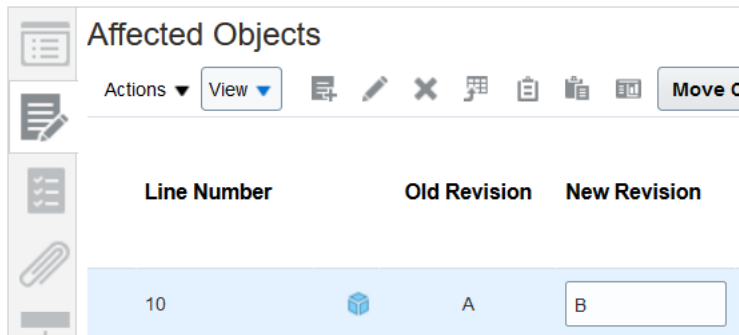 Affected Objects
Actions View Move
Line Number Old Revision New Revision
10 A B